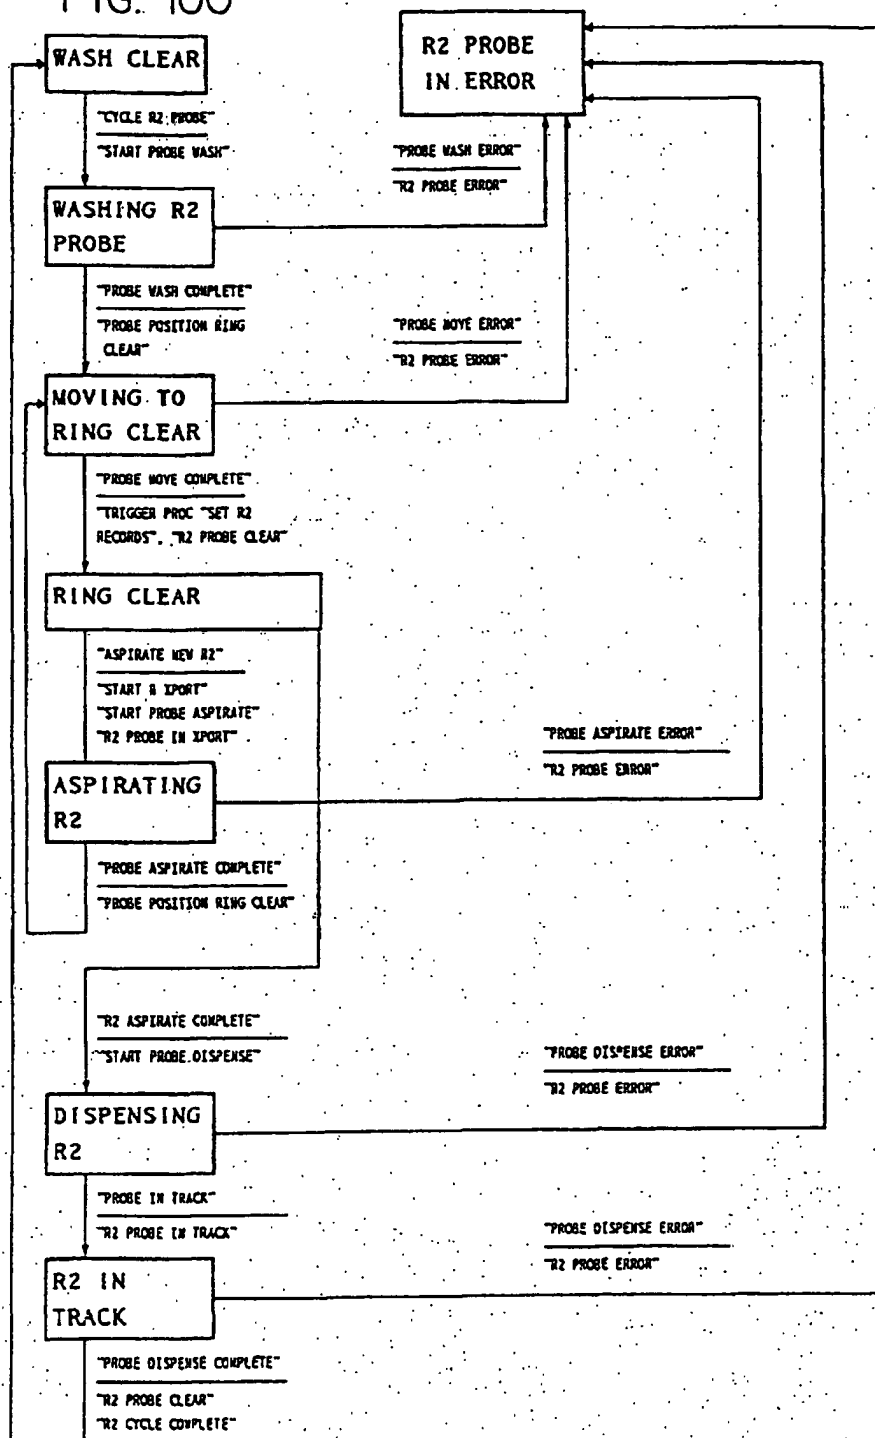 FIG. 100
WASH CLEAR
"CYCLE R2 PROBE"
"START PROBE WASH"
WASHING R2
PROBE
"PROBE WASH COMPLETE"
"PROBE POSITION RING
CLEAR"
MOVING TO
RING CLEAR
"PROBE MOVE COMPLETE"
"TRIGGER PROC "SET R2
RECORDS", "R2 PROBE CLEAR"
RING CLEAR
"ASPIRATE NEW R2"
"START R XPORT"
"START PROBE ASPIRATE"
"R2 PROBE IN XPORT"
ASPIRATING
R2
"PROBE ASPIRATE COMPLETE"
"PROBE POSITION RING CLEAR"
"R2 ASPIRATE COMPLETE"
"START PROBE DISPENSE"
DISPENSING
R2
"PROBE IN TRACK"
"R2 PROBE IN TRACK"
R2 IN
TRACK
"PROBE DISPENSE COMPLETE"
"R2 PROBE CLEAR"
"R2 CYCLE COMPLETE"
R2 PROBE
IN ERROR
"PROBE WASH ERROR"
"R2 PROBE ERROR"
"PROBE MOVE ERROR"
"R2 PROBE ERROR"
"PROBE ASPIRATE ERROR"
"R2 PROBE ERROR"
"PROBE DISPENSE ERROR"
"R2 PROBE ERROR"
"PROBE DISPENSE ERROR"
"R2 PROBE ERROR"